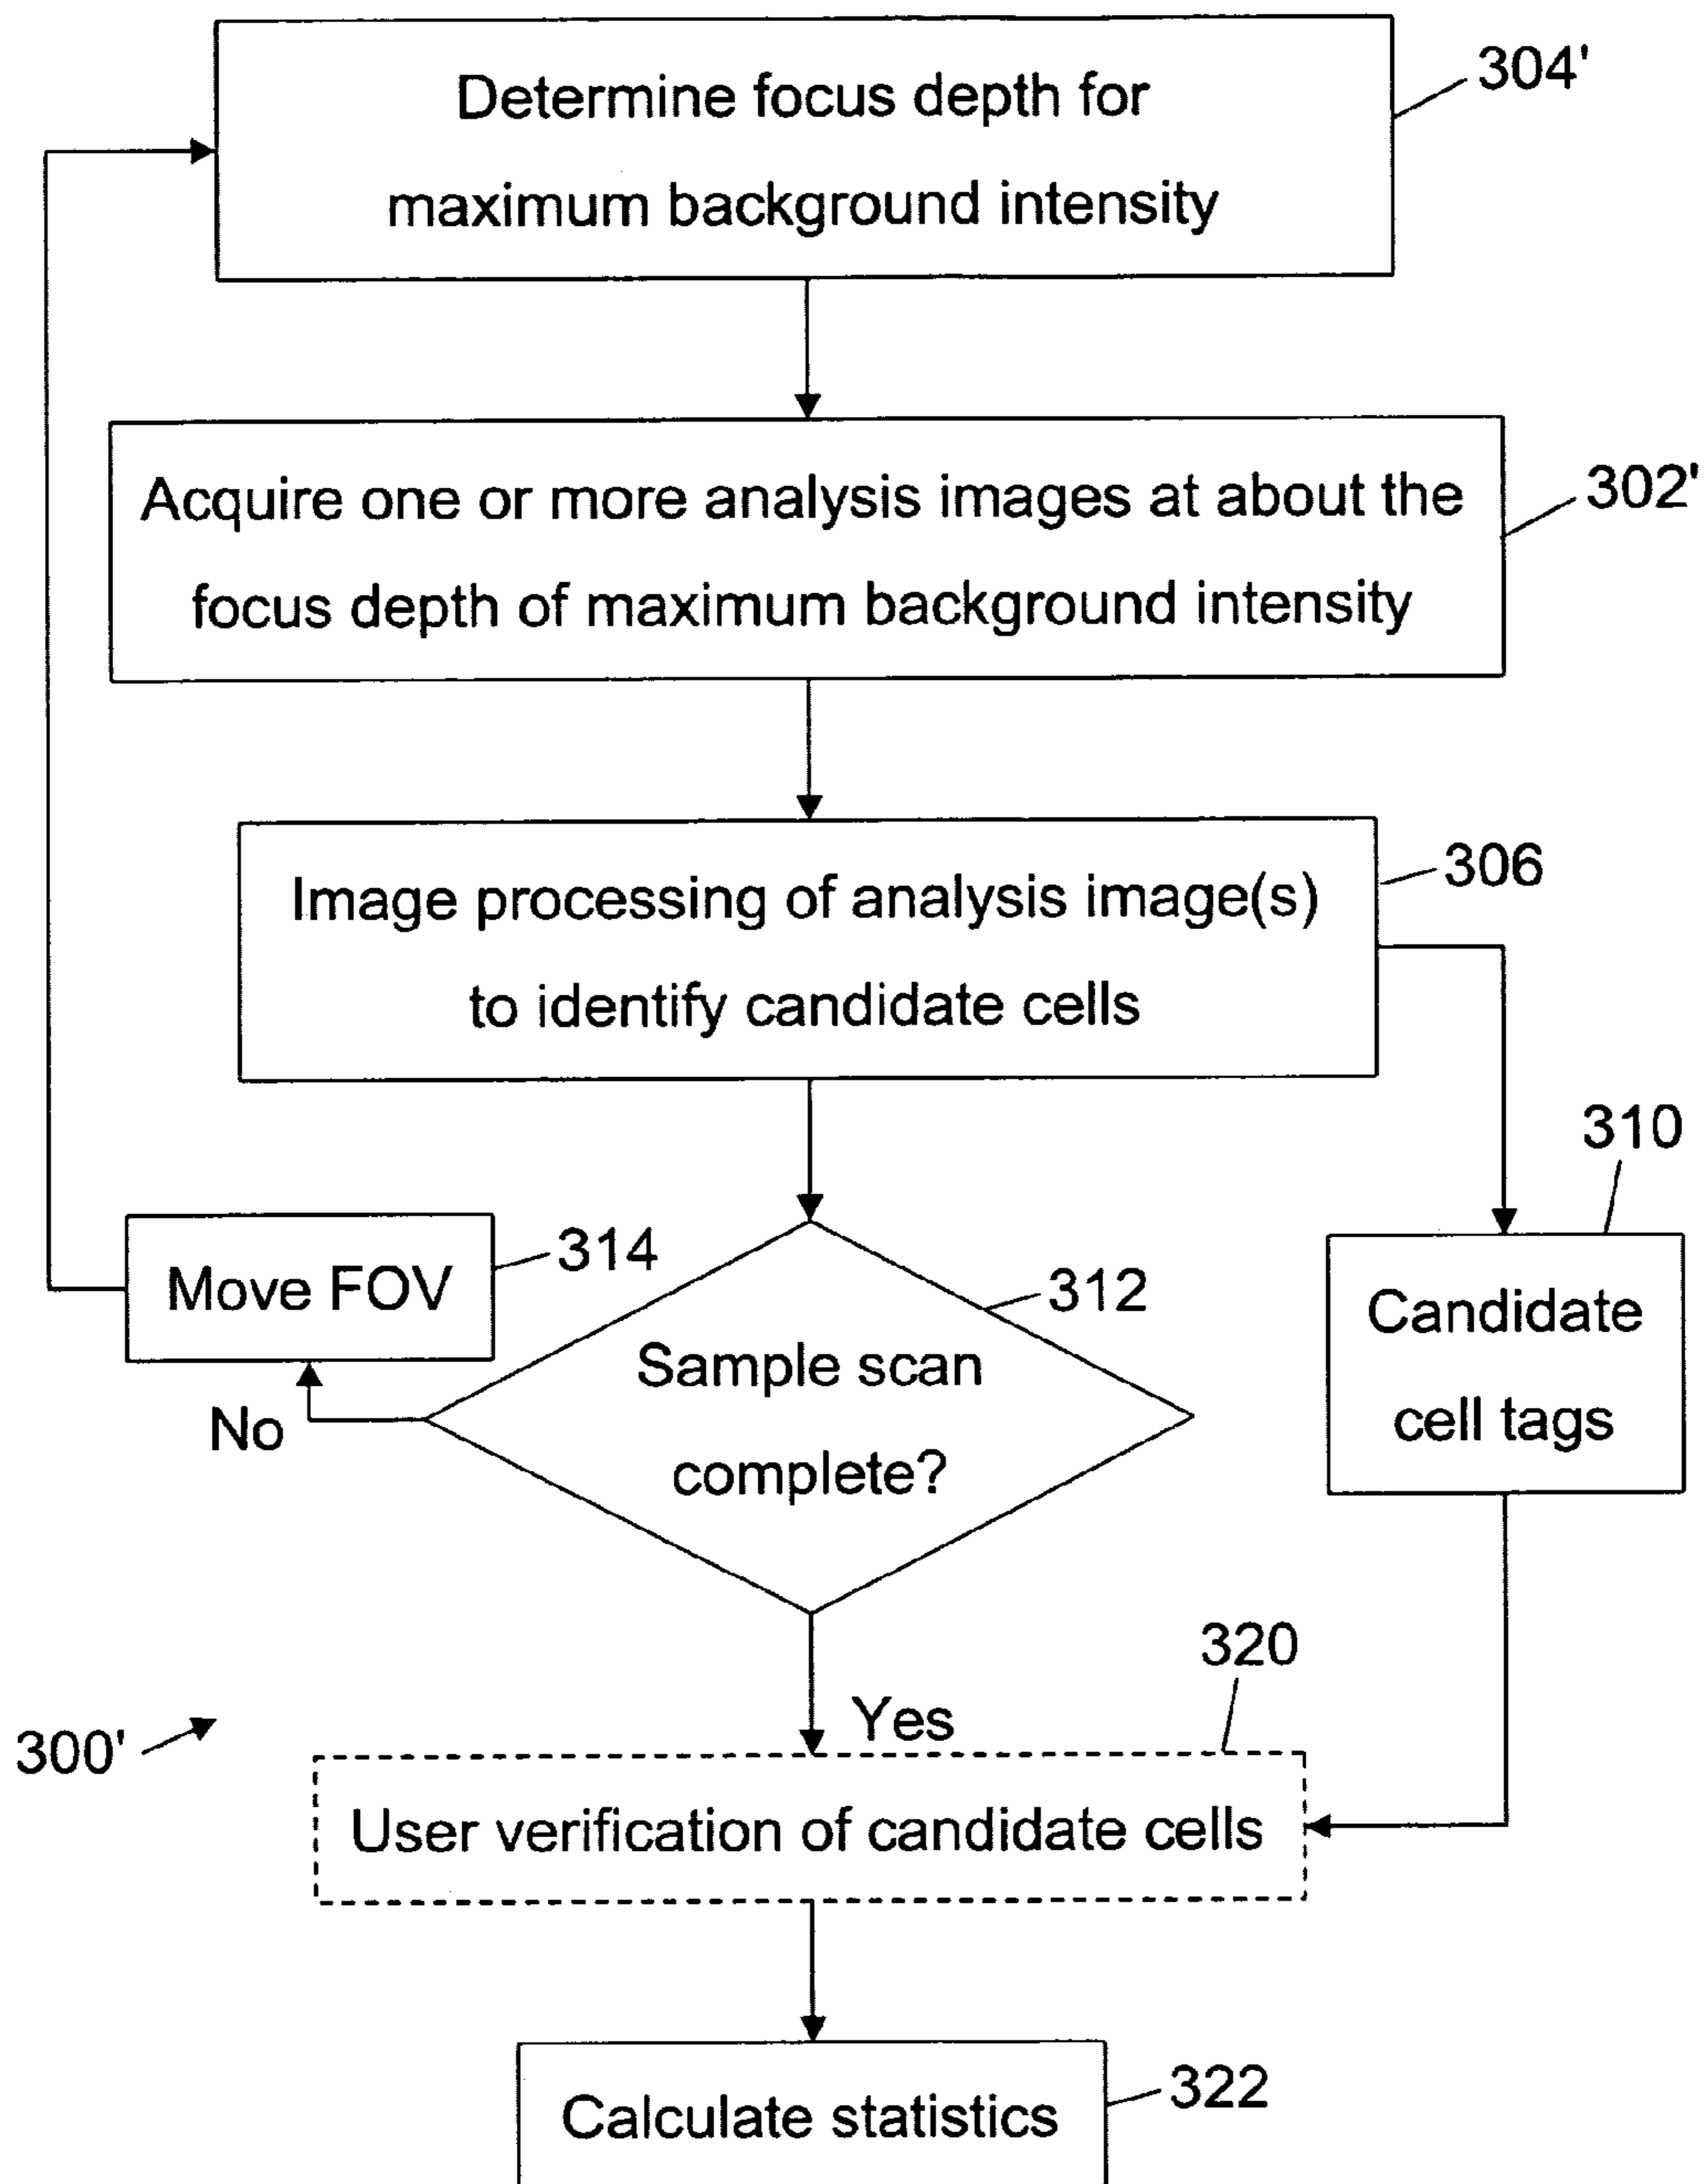 Determine focus depth for
maximum background intensity
304'
Acquire one or more analysis images at about the
focus depth of maximum background intensity
302'
Image processing of analysis image(s)
to identify candidate cells
306
310
Candidate
cell tags
Move FOV
314
312
Sample scan
complete?
No
Yes
320
300'
User verification of candidate cells
Calculate statistics
322